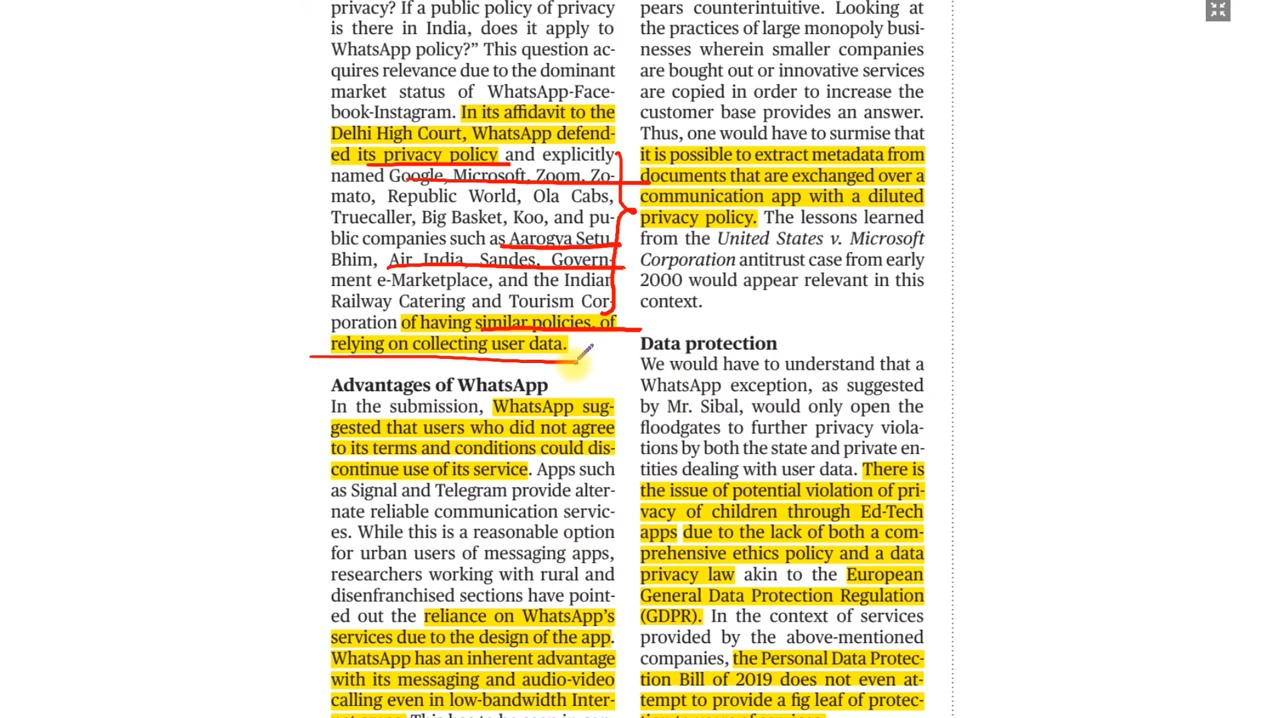 privacy? If a public policy of privacy
is there in India, does it apply to
WhatsApp policy?” This question ac-
quires relevance due to the dominant
market status of WhatsApp-Face-
book-Instagram. In its affidavit to the
Delhi High Court, WhatsApp defend-
ed its privacy policy and explicitly
named Google, Microsoft, Zoom, Zo-
mato, Republic World, Ola Cabs,
Truecaller, Big Basket, Koo, and pu-
blic companies such as Aarogya Setu,
Bhim, Air India, Sandes, Govern-
ment e-Marketplace, and the Indian
Railway Catering and Tourism Cor-
poration of having similar policies, of
relying on collecting user data.
Advantages of WhatsApp
In the submission, WhatsApp sug-
gested that users who did not agree
to its terms and conditions could dis-
continue use of its service. Apps such
as Signal and Telegram provide alter-
nate reliable communication servic-
es. While this is a reasonable option
for urban users of messaging apps,
researchers working with rural and
disenfranchised sections have point-
ed out the reliance on WhatsApp’s
services due to the design of the app.
WhatsApp has an inherent advantage
with its messaging and audio-video
calling even in low-bandwidth Inter-
pears counterintuitive. Looking at
the practices of large monopoly busi-
nesses wherein smaller companies
are bought out or innovative services
are copied in order to increase the
customer base provides an answer.
Thus, one would have to surmise that
it is possible to extract metadata from
documents that are exchanged over a
communication app with a diluted
privacy policy. The lessons learned
from the United States v. Microsoft
Corporation antitrust case from early
2000 would appear relevant in this
context.
Data protection
We would have to understand that a
WhatsApp exception, as suggested
by Mr. Sibal, would only open the
floodgates to further privacy viola-
tions by both the state and private en-
tities dealing with user data. There is
the issue of potential violation of pri-
vacy of children through Ed-Tech
apps due to the lack of both a com-
prehensive ethics policy and a data
privacy law akin to the European
General Data Protection Regulation
(GDPR). In the context of services
provided by the above-mentioned
companies, the Personal Data Protec-
tion Bill of 2019 does not even at-
tempt to provide a fig leaf of protec-